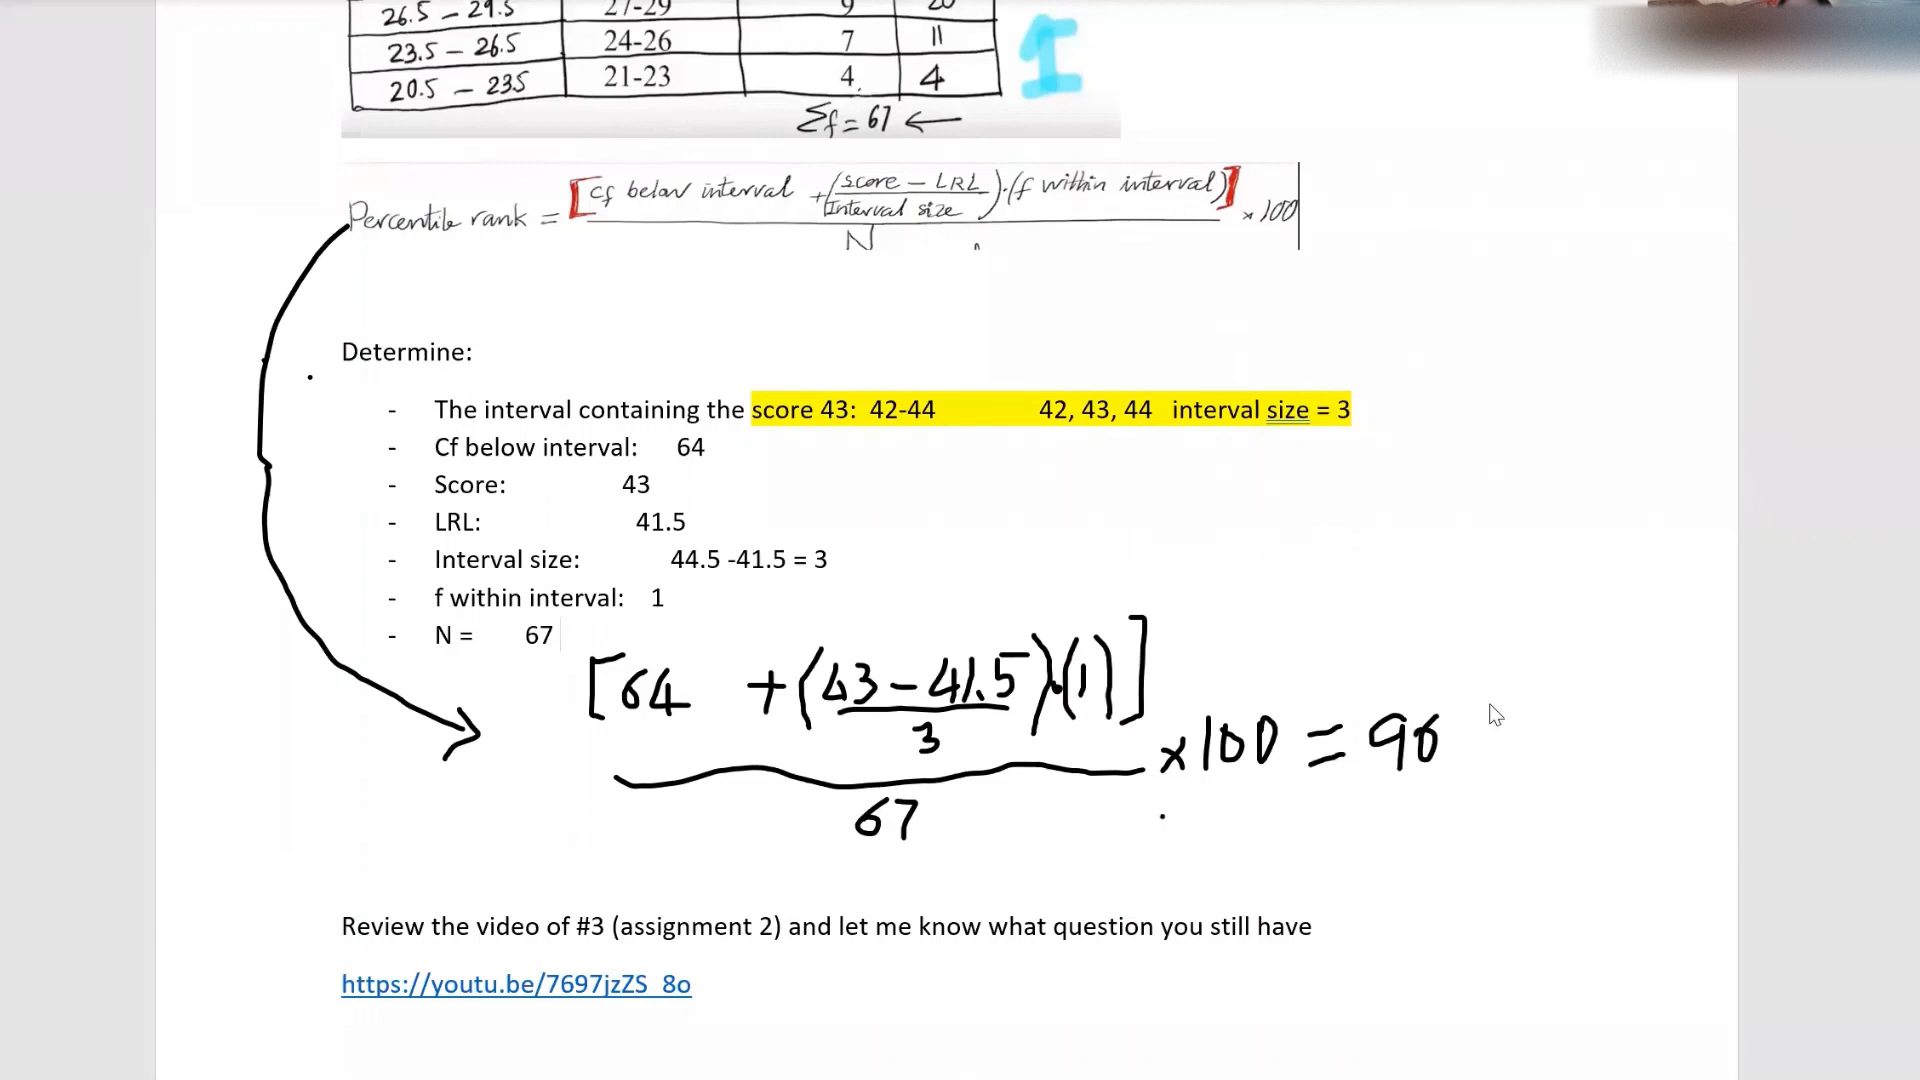 26.5 – 29.5 27-29 9 20
23.5 – 26.5 24-26 7 11
20.5 – 23.5 21-23 4 4
Σf = 67 ←
Percentile rank = [cf below interval + (score – LRL / Interval size) · (f within interval)] / N × 100
Determine:
- The interval containing the score 43: 42-44 42, 43, 44 interval size = 3
- Cf below interval: 64
- Score: 43
- LRL: 41.5
- Interval size: 44.5 -41.5 = 3
- f within interval: 1
- N = 67
[64 + (43 – 41.5 / 3) · (1)] / 67 × 100 = 96
Review the video of #3 (assignment 2) and let me know what question you still have
https://youtu.be/7697jzZS_8o